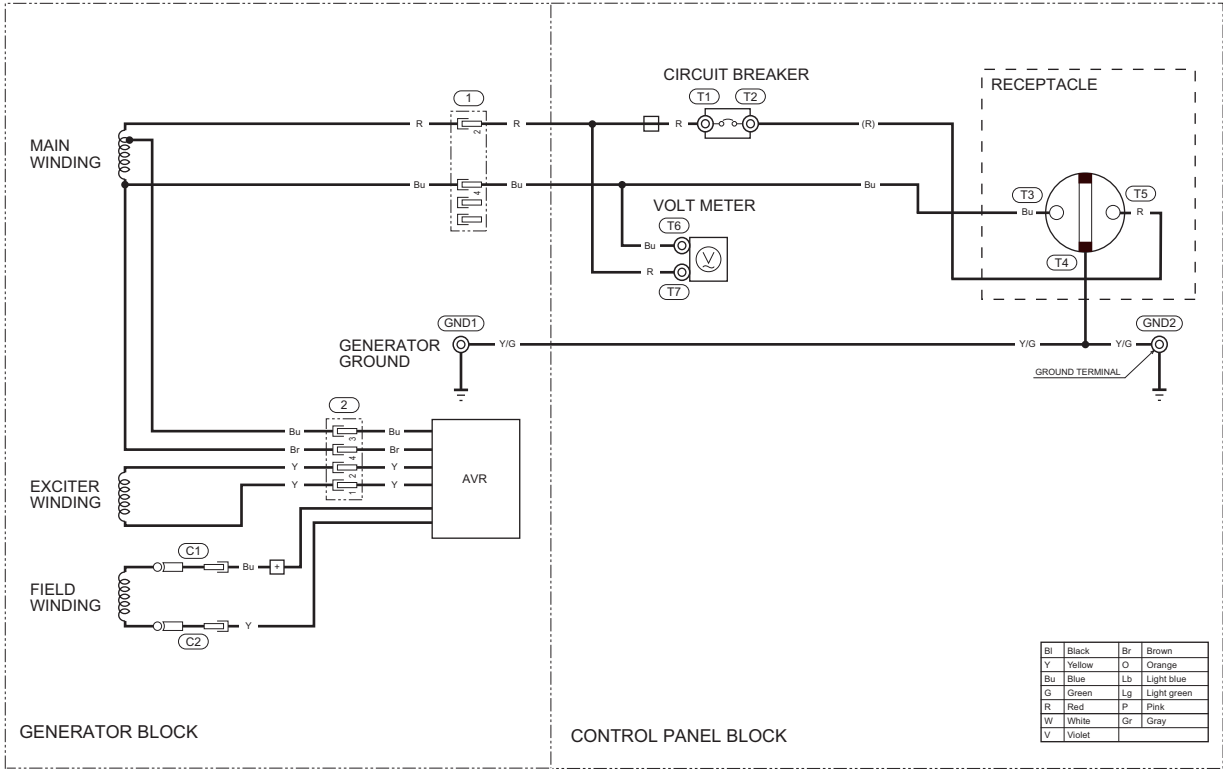 CIRCUIT BREAKER
RECEPTACLE
1
T1 T2
MAIN
WINDING
R R R (R)
2
Bu Bu Bu
4
VOLT METER
T3 T5
Bu R
T6
Bu
V
R
T7
T4
GND1
GND2
GENERATOR
GROUND
Y/G Y/G Y/G
GROUND TERMINAL
2
Bu Bu
3
Br Br
4
Y Y
2
Y Y
1
AVR
EXCITER
WINDING
C1
Bu +
FIELD
WINDING
Y
C2
Bl Black Br Brown
Y Yellow O Orange
Bu Blue Lb Light blue
G Green Lg Light green
R Red P Pink
W White Gr Gray
V Violet
GENERATOR BLOCK
CONTROL PANEL BLOCK